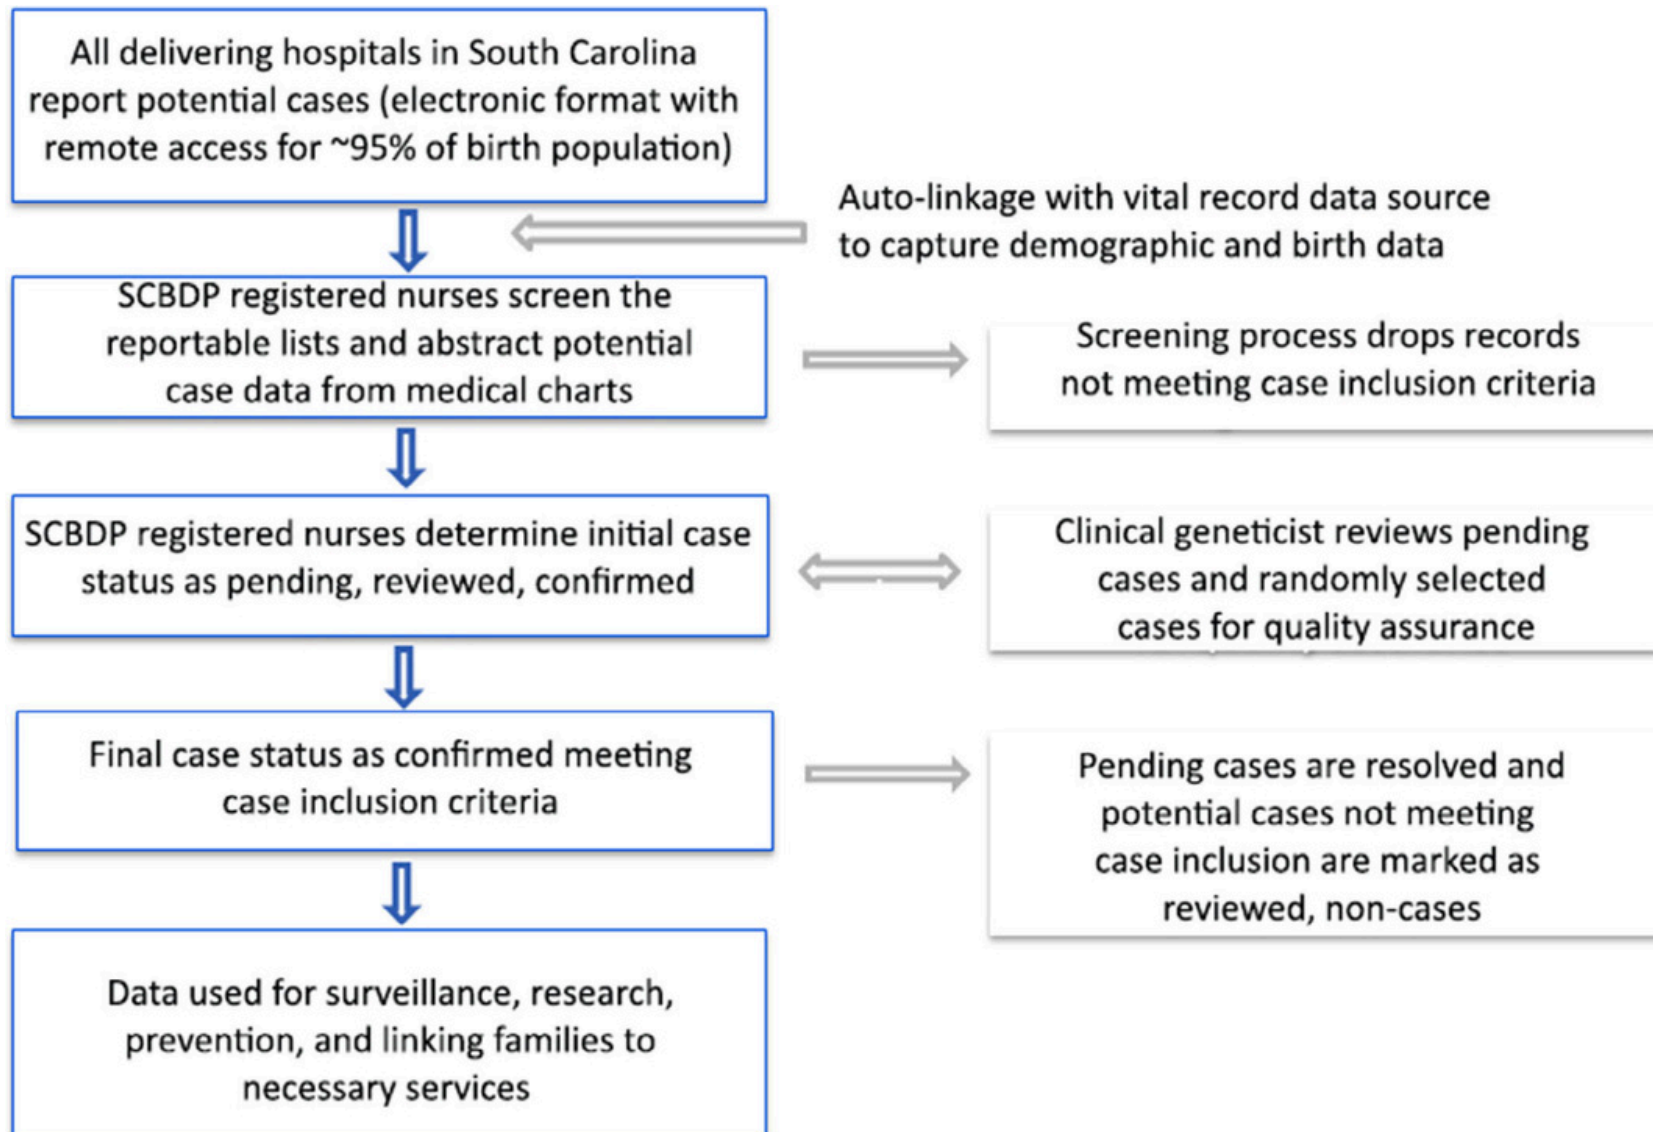 All delivering hospitals in South Carolina
report potential cases (electronic format with
remote access for ~95% of birth population)
Auto-linkage with vital record data source
to capture demographic and birth data
SCBDP registered nurses screen the
reportable lists and abstract potential
case data from medical charts
Screening process drops records
not meeting case inclusion criteria
SCBDP registered nurses determine initial case
status as pending, reviewed, confirmed
Clinical geneticist reviews pending
cases and randomly selected
cases for quality assurance
Final case status as confirmed meeting
case inclusion criteria
Pending cases are resolved and
potential cases not meeting
case inclusion are marked as
reviewed, non-cases
Data used for surveillance, research,
prevention, and linking families to
necessary services